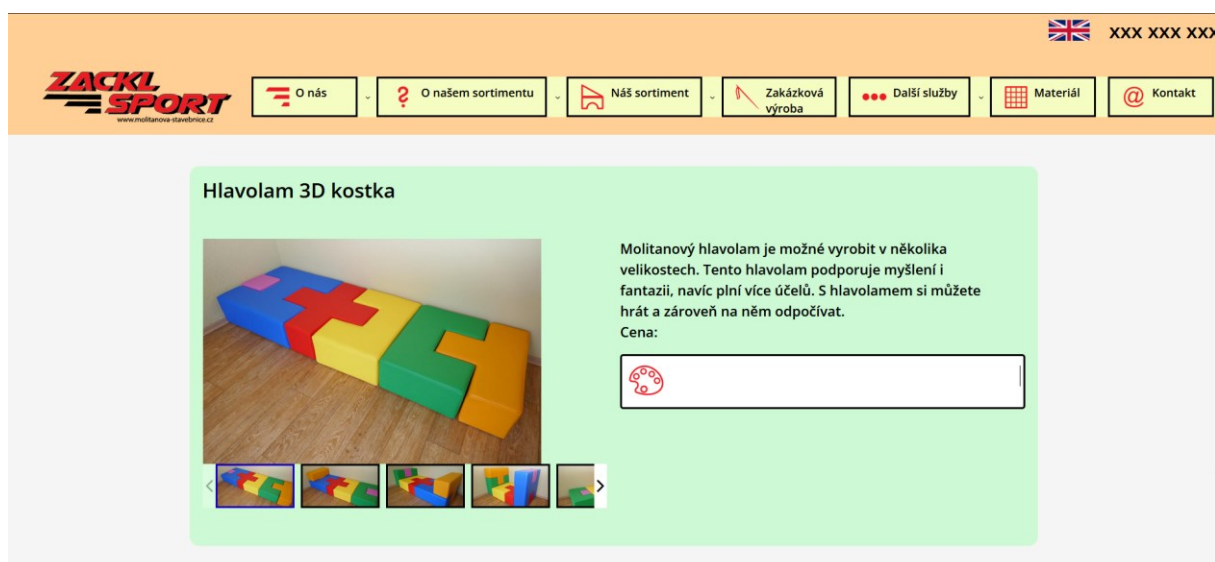 XXX XXX XXX
ZACKL
SPORT
www.molitanova-stavebnice.cz
O nás
O našem sortimentu
Náš sortiment
Zakázková
výroba
Další služby
Materiál
@ Kontakt
Hlavolam 3D kostka
Molitanový hlavolam je možné vyrobit v několika
velikostech. Tento hlavolam podporuje myšlení i
fantazii, navíc plní více účelů. S hlavolamem si můžete
hrát a zároveň na něm odpočívat.
Cena: